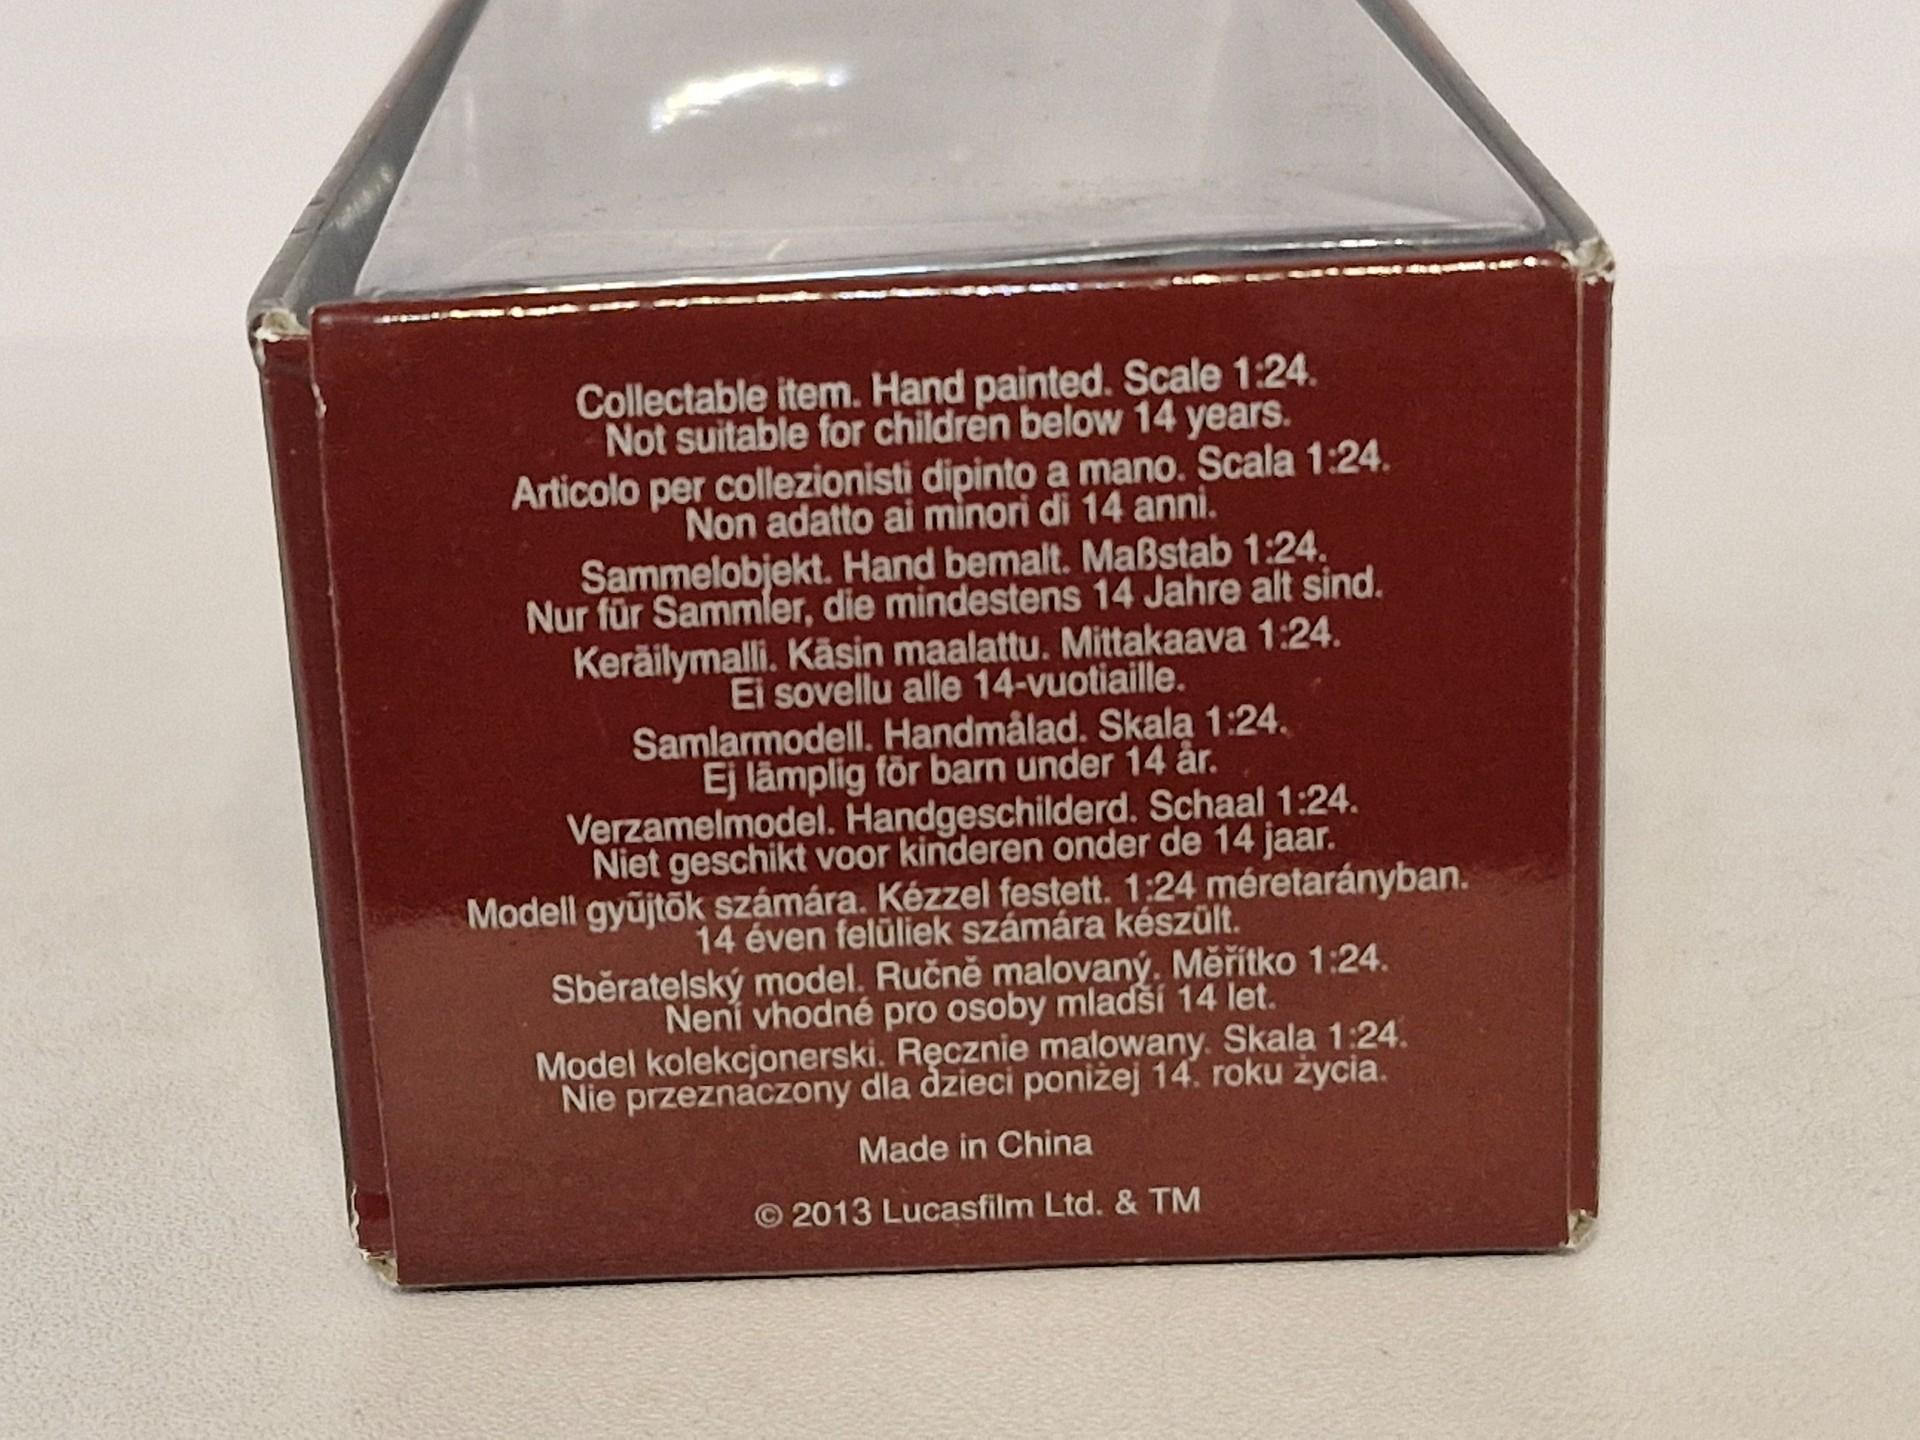 Collectable item. Hand painted. Scale 1:24.
Not suitable for children below 14 years.
Articolo per collezionisti dipinto a mano. Scala 1:24.
Non adatto ai minori di 14 anni.
Sammelobjekt. Hand bemalt. Maßstab 1:24.
Nur für Sammler, die mindestens 14 Jahre alt sind.
Keräilymalli. Käsin maalattu. Mittakaava 1:24.
Ei sovellu alle 14-vuotiaille.
Samlarmodell. Handmålad. Skala 1:24.
Ej lämplig för barn under 14 år.
Verzamelmodel. Handgeschilderd. Schaal 1:24.
Niet geschikt voor kinderen onder de 14 jaar.
Modell gyűjtők számára. Kézzel festett. 1:24 méretarányban.
14 éven felüliek számára készült.
Sběratelský model. Ručně malovaný. Měřítko 1:24.
Není vhodné pro osoby mladší 14 let.
Model kolekcjonerski. Ręcznie malowany. Skala 1:24.
Nie przeznaczony dla dzieci poniżej 14. roku życia.
Made in China
© 2013 Lucasfilm Ltd. & TM